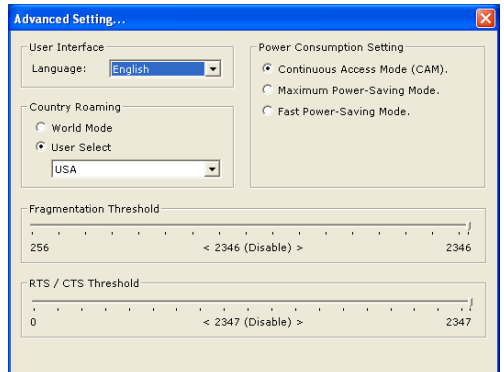 Advanced Setting...
User Interface
Language: English
Country Roaming
World Mode
User Select
USA
Power Consumption Setting
Continuous Access Mode (CAM).
Maximum Power-Saving Mode.
Fast Power-Saving Mode.
Fragmentation Threshold
256 < 2346 (Disable) > 2346
RTS / CTS Threshold
0 < 2347 (Disable) > 2347